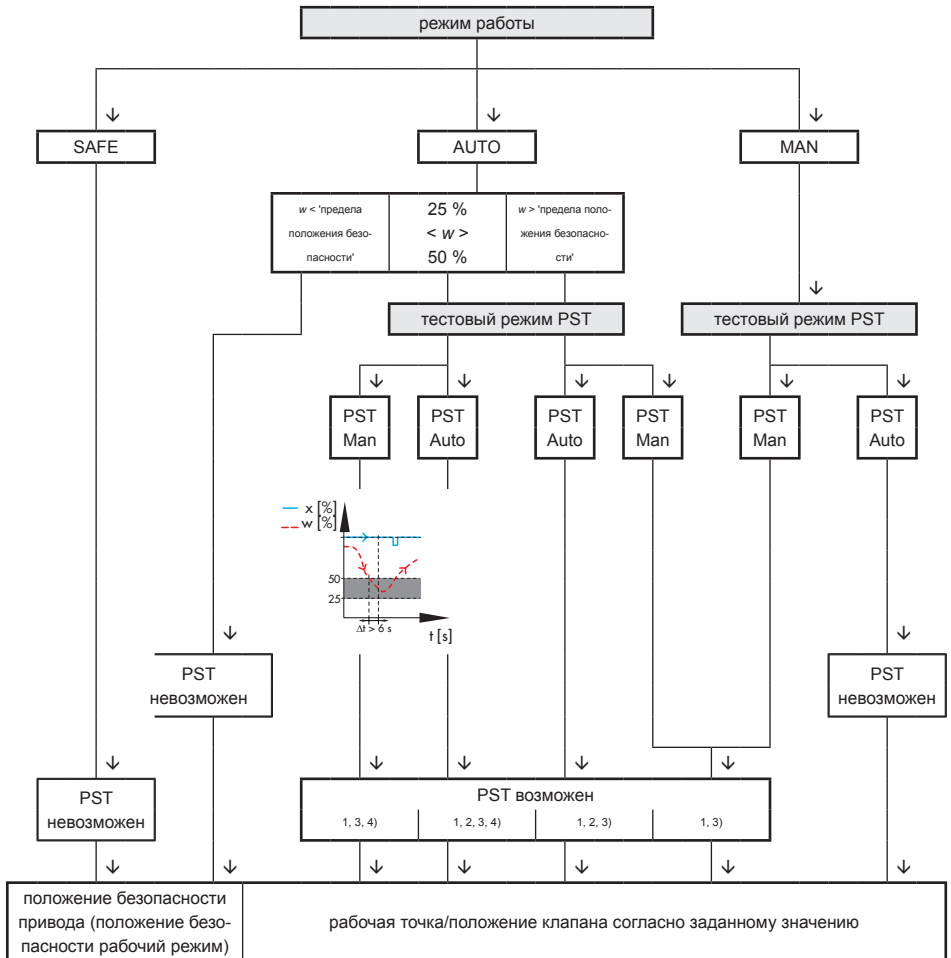 режим работы
SAFE
AUTO
MAN
w < 'предела
положения безо-
пасности'
25 %
< w >
50 %
w > 'предела поло-
жения безопасно-
сти'
тестовый режим PST
тестовый режим PST
PST
Man
PST
Auto
PST
Auto
PST
Man
PST
Man
PST
Auto
x [%]
w [%]
50
25
Δt > 6 s
t [s]
PST
невозможен
PST
невозможен
PST
невозможен
PST возможен
1, 3, 4)
1, 2, 3, 4)
1, 2, 3)
1, 3)
положение безопасности
привода (положение безо-
пасности рабочий режим)
рабочая точка/положение клапана согласно заданному значению